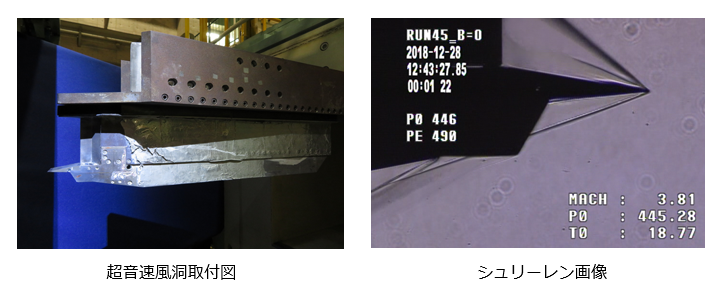 RUN45_B=0
2018-12-28
12:43:27.85
00:01 22
P0 446
PE 490
MACH : 3.81
P0 : 445.28
T0 : 18.77
超音速風洞取付図
シュリーレン画像